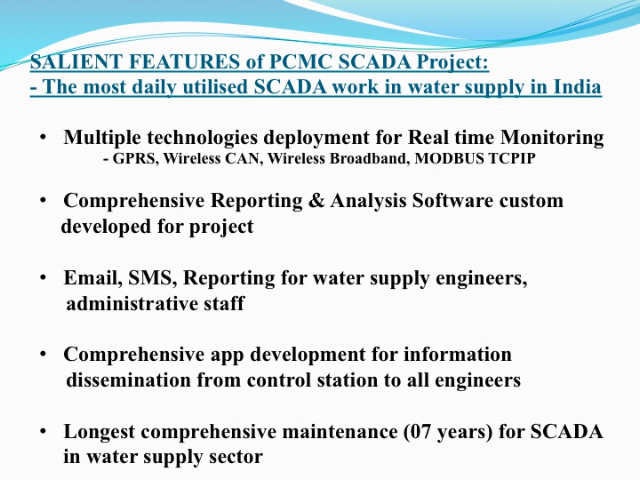 SALIENT FEATURES of PCMC SCADA Project:
- The most daily utilised SCADA work in water supply in India
• Multiple technologies deployment for Real time Monitoring
- GPRS, Wireless CAN, Wireless Broadband, MODBUS TCPIP
• Comprehensive Reporting & Analysis Software custom
developed for project
• Email, SMS, Reporting for water supply engineers,
administrative staff
• Comprehensive app development for information
dissemination from control station to all engineers
• Longest comprehensive maintenance (07 years) for SCADA
in water supply sector